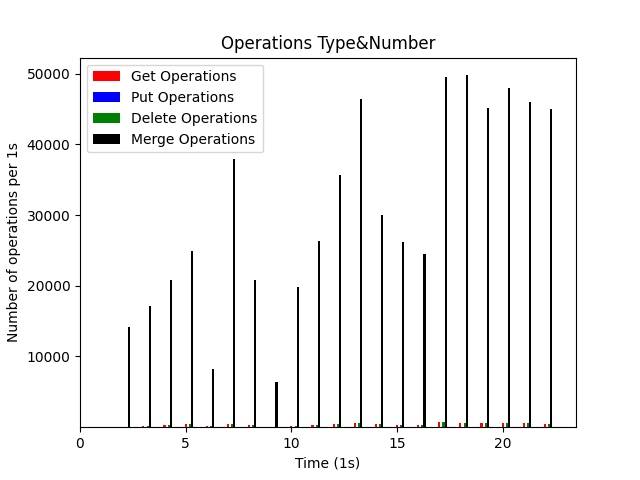 Operations Type&Number
Get Operations
Put Operations
Delete Operations
Merge Operations
Number of operations per 1s
50000
40000
30000
20000
10000
0
5
10
15
20
Time (1s)